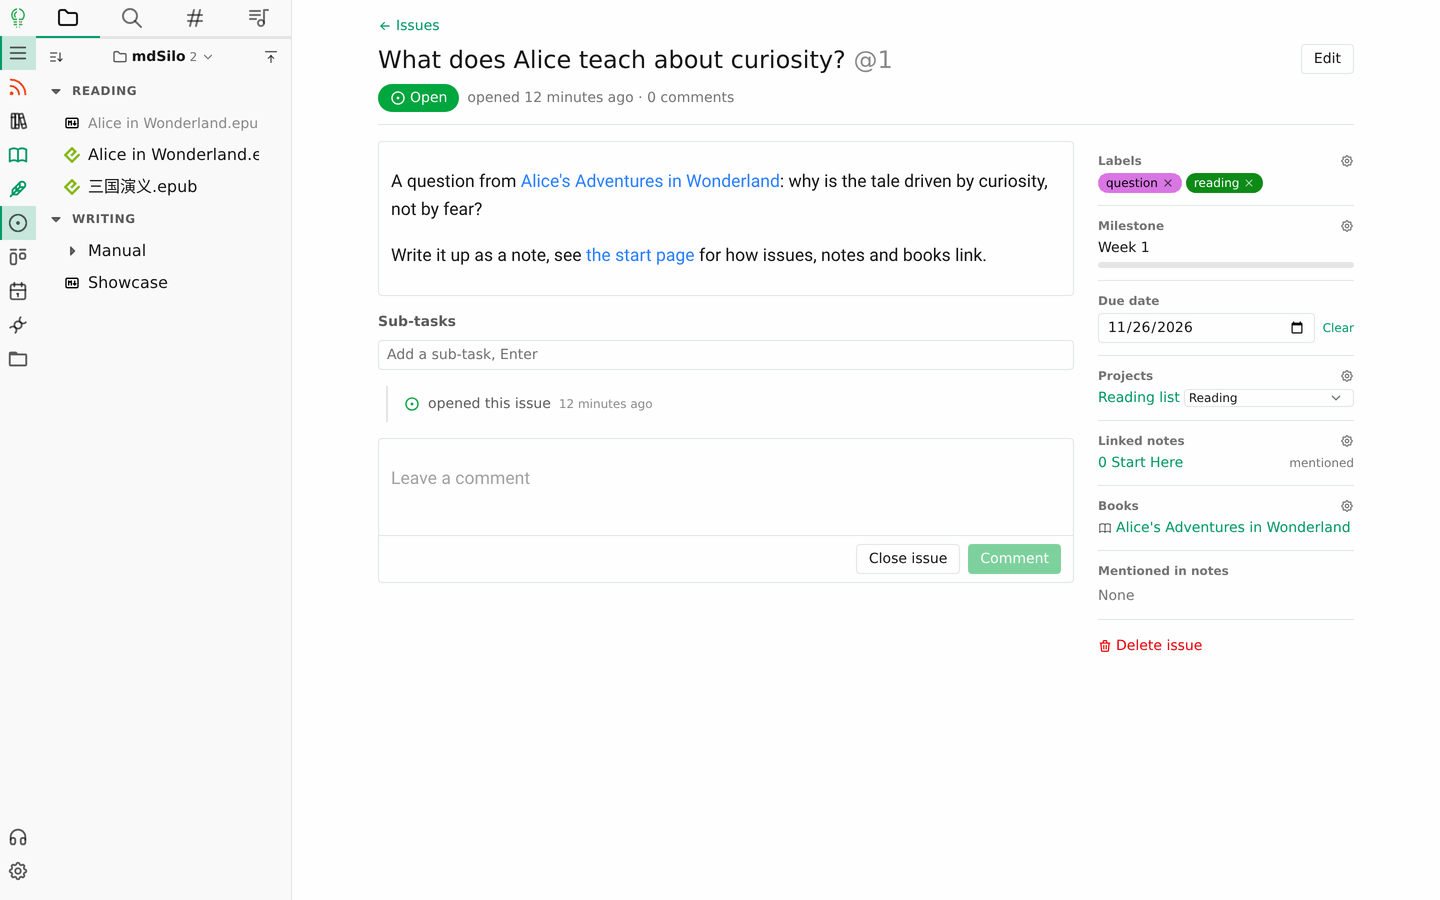 mdSilo 2
READING
Alice in Wonderland.epu
Alice in Wonderland.e
三国演义.epub
WRITING
Manual
Showcase
← Issues
What does Alice teach about curiosity? @1
Edit
Open
opened 12 minutes ago · 0 comments
A question from Alice's Adventures in Wonderland: why is the tale driven by curiosity,
not by fear?
Write it up as a note, see the start page for how issues, notes and books link.
Sub-tasks
Add a sub-task, Enter
opened this issue 12 minutes ago
Leave a comment
Close issue
Comment
Labels
question ×
reading ×
Milestone
Week 1
Due date
11/26/2026
Clear
Projects
Reading list
Reading
Linked notes
0 Start Here
mentioned
Books
Alice's Adventures in Wonderland
Mentioned in notes
None
Delete issue